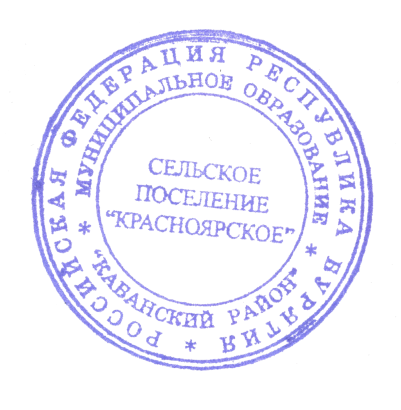 РОССИЙСКАЯ ФЕДЕРАЦИЯ РЕСПУБЛИКА БУРЯТИЯ *
* МУНИЦИПАЛЬНОЕ ОБРАЗОВАНИЕ *
"КАБАНСКИЙ РАЙОН"
СЕЛЬСКОЕ
ПОСЕЛЕНИЕ
"КРАСНОЯРСКОЕ"